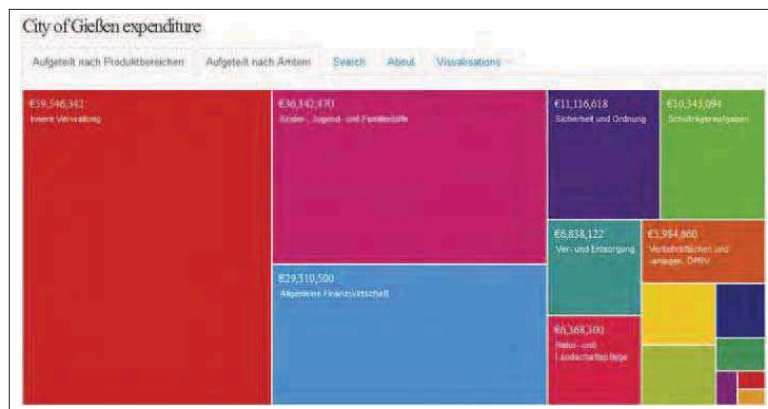 City of Gießen expenditure
Aufgeteilt nach Produktbereichen Aufgeteilt nach Ämtern Search About Visualisations
€59,546,342
Innere Verwaltung
€36,342,470
Kinder-, Jugend- und Familienhilfe
€29,310,500
Allgemeine Finanzwirtschaft
€11,116,618
Sicherheit und Ordnung
€10,343,094
Schulträgeraufgaben
€6,838,122
Ver- und Entsorgung
€5,984,660
Verkehrsflächen und
-anlagen, ÖPNV
€6,368,300
Natur- und
Landschaftspflege